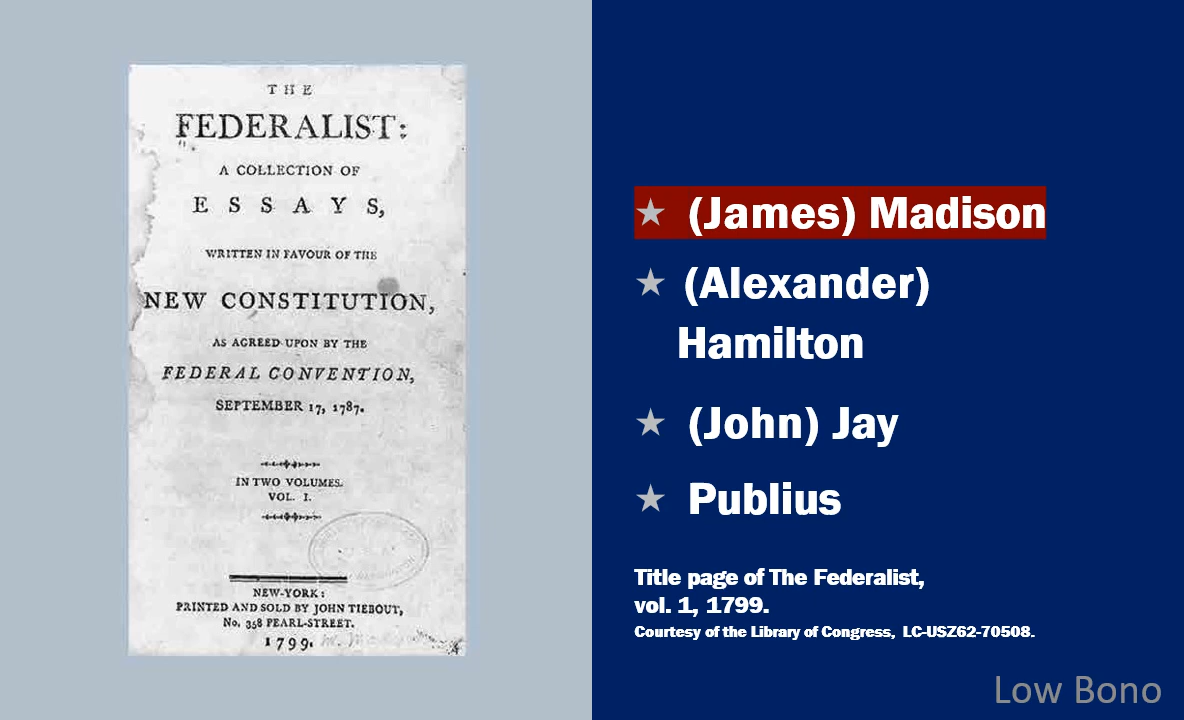 THE
FEDERALIST:
A COLLECTION OF
ESSAYS,
WRITTEN IN FAVOUR OF THE
NEW CONSTITUTION,
AS AGREED UPON BY THE
FEDERAL CONVENTION,
SEPTEMBER 17, 1787.
IN TWO VOLUMES.
VOL. I.
NEW-YORK:
PRINTED AND SOLD BY JOHN TIEBOUT,
No. 358 PEARL-STREET.
1799.
★ (James) Madison
★ (Alexander)
Hamilton
★ (John) Jay
★ Publius
Title page of The Federalist,
vol. 1, 1799.
Courtesy of the Library of Congress, LC-USZ62-70508.
Low Bono